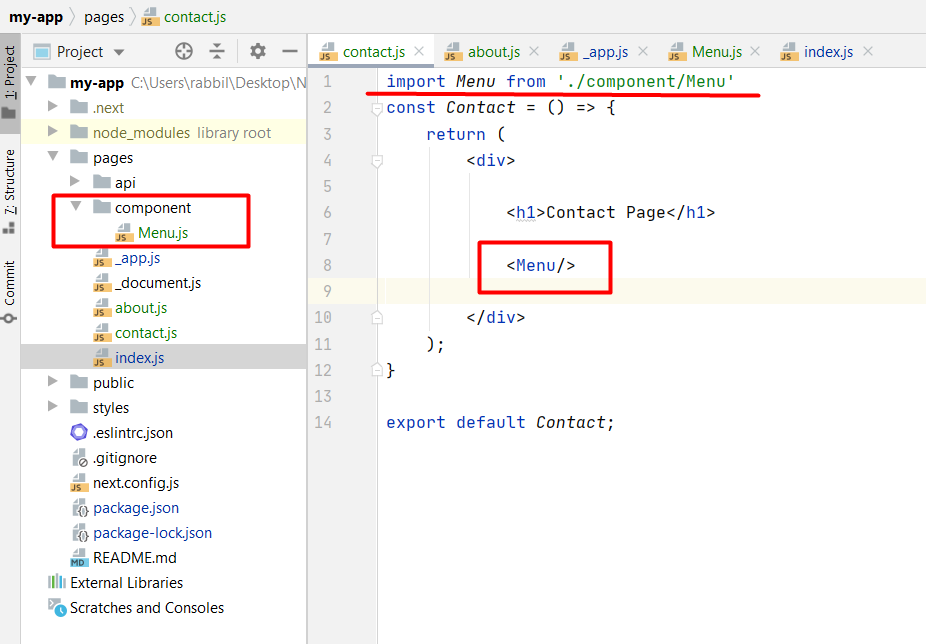 my-app pages contact.js
1: Project
Project
contact.js about.js _app.js Menu.js index.js
my-app C:\Users\rabbil\Desktop\N
.next
node_modules library root
pages
api
component
Menu.js
_app.js
_document.js
about.js
contact.js
index.js
public
styles
.eslintrc.json
.gitignore
next.config.js
package.json
package-lock.json
README.md
External Libraries
Scratches and Consoles
7: Structure
Commit
1 import Menu from './component/Menu'
2 const Contact = () => {
3 return (
4 <div>
5
6 <h1>Contact Page</h1>
7
8 <Menu/>
9
10 </div>
11 );
12 }
13
14 export default Contact;